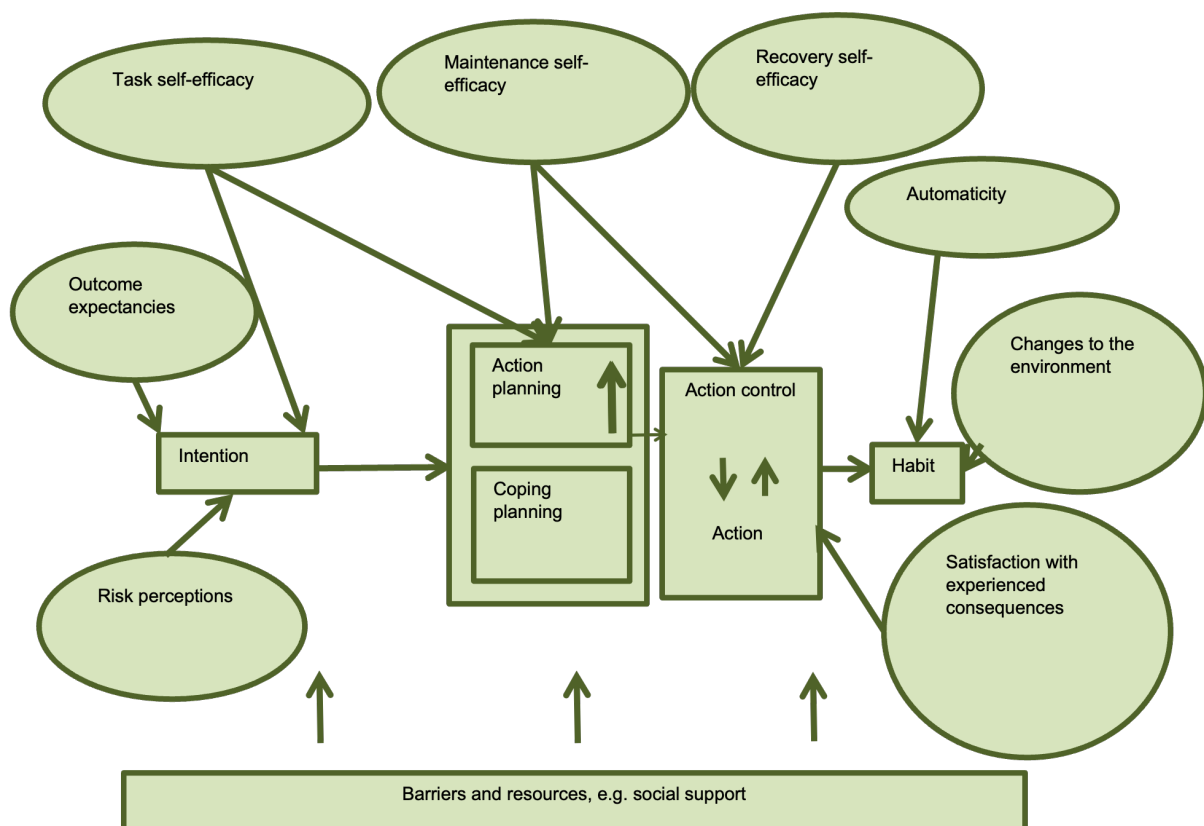 Task self-efficacy
Maintenance self-
efficacy
Recovery self-
efficacy
Automaticity
Outcome
expectancies
Changes to the
environment
Action
planning
Action control
Intention
Habit
Coping
planning
Action
Satisfaction with
experienced
consequences
Risk perceptions
Barriers and resources, e.g. social support